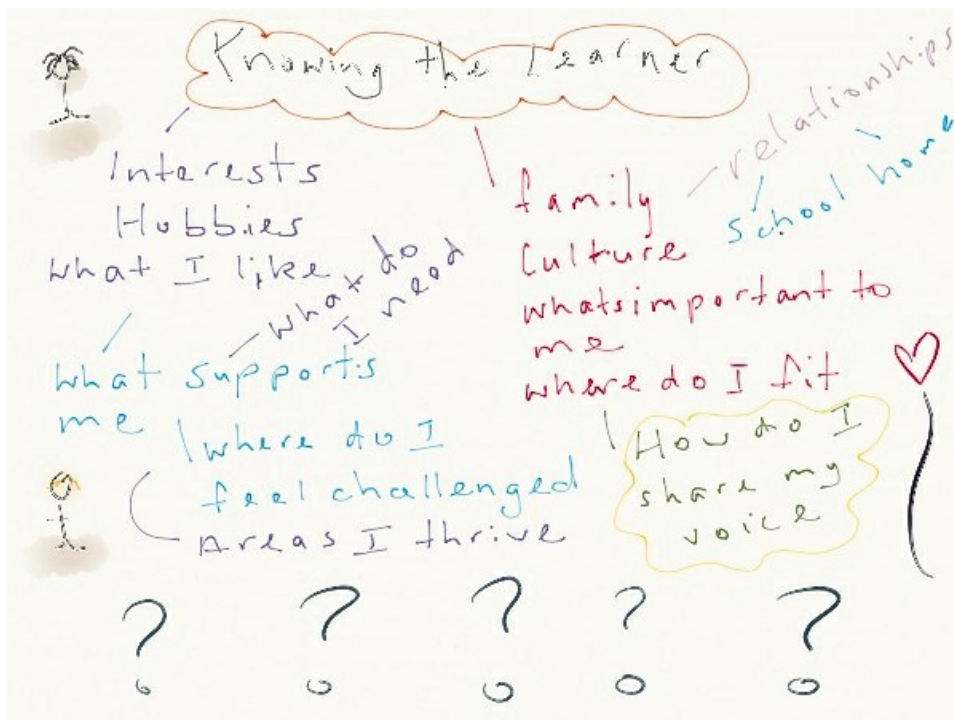 Knowing the Learner
Interests
Hobbies
what I like
what do
I need
what supports
me
where do I
feel challenged
Areas I thrive
relationships
school home
family
Culture
whatsimportant to
me
where do I fit
How do I
share my
voice
? ? ? ? ?